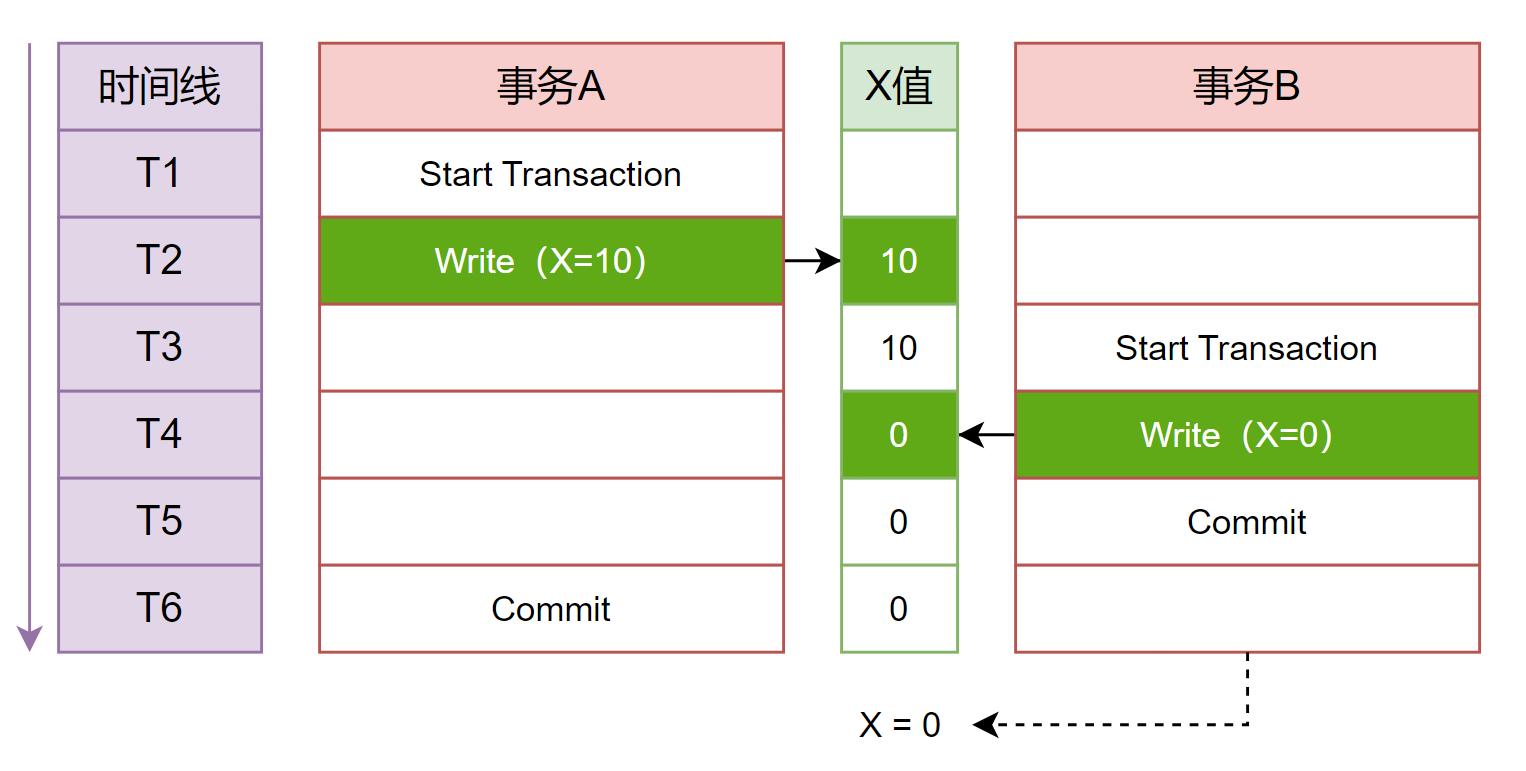 时间线 事务A X值 事务B
T1 Start Transaction
T2 Write（X=10） 10
T3 10 Start Transaction
T4 0 Write（X=0）
T5 0 Commit
T6 Commit 0
X = 0